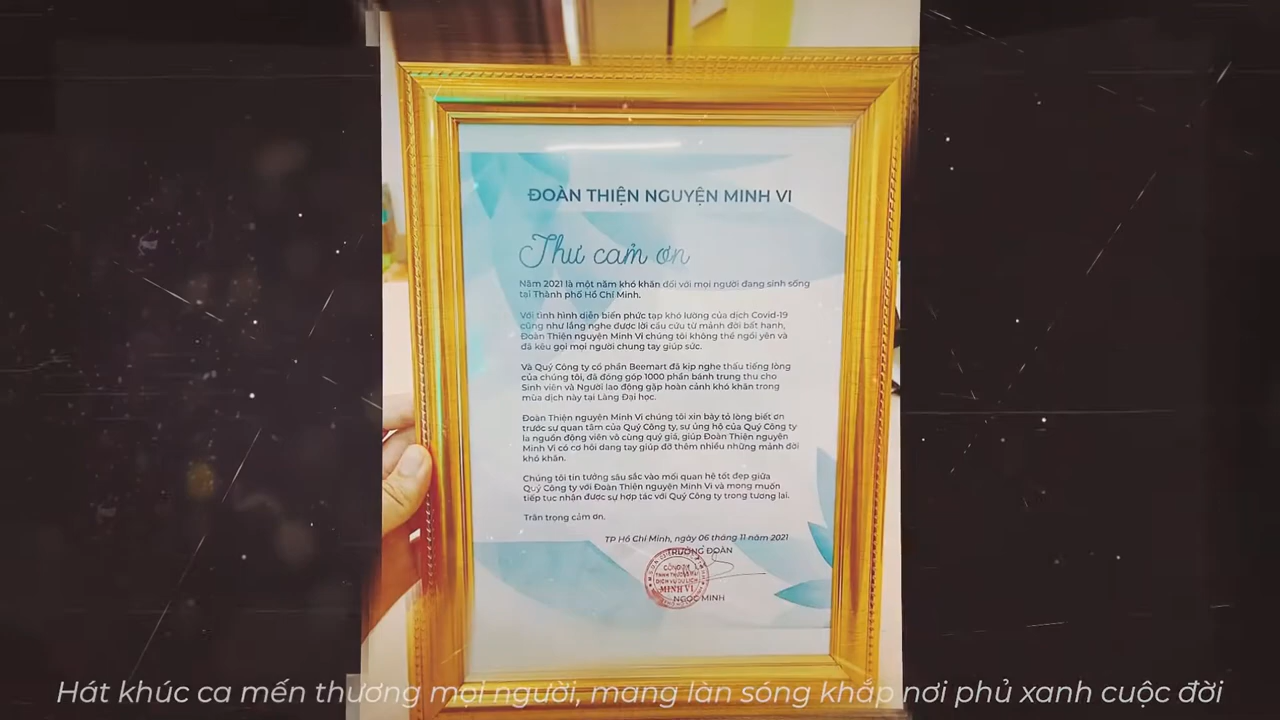 ĐOÀN THIỆN NGUYỆN MINH VI
Thư cảm ơn
Năm 2021 là một năm khó khăn đối với mọi người đang sinh sống
tại Thành phố Hồ Chí Minh.
Với tình hình diễn biến phức tạp khó lường của dịch Covid-19
cũng như lắng nghe được lời cầu cứu từ mảnh đời bất hạnh,
Đoàn Thiện nguyện Minh Vi chúng tôi không thể ngồi yên và
đã kêu gọi mọi người chung tay giúp sức.
Và Quý Công ty cổ phần Beemart đã kịp nghe thấu tiếng lòng
của chúng tôi, đã đóng góp 1000 phần bánh trung thu cho
Sinh viên và Người lao động gặp hoàn cảnh khó khăn trong
mùa dịch này tại Làng Đại học.
Đoàn Thiện nguyện Minh Vi chúng tôi xin bày tỏ lòng biết ơn
trước sự quan tâm của Quý Công ty, sự ủng hộ của Quý Công ty
là nguồn động viên vô cùng quý giá, giúp Đoàn Thiện nguyện
Minh Vi có cơ hội dang tay giúp đỡ thêm nhiều những mảnh đời
khó khăn.
Chúng tôi tin tưởng sâu sắc vào mối quan hệ tốt đẹp giữa
Quý Công ty với Đoàn Thiện nguyện Minh Vi và mong muốn
tiếp tục nhận được sự hợp tác với Quý Công ty trong tương lai.
Trân trọng cảm ơn.
TP Hồ Chí Minh, ngày 06 tháng 11 năm 2021
TRƯỞNG ĐOÀN
CÔNG TY
DỊCH VỤ DU LỊCH
MINH VI
NGỌC MINH
Hát khúc ca mến thương mọi người, mang làn sóng khắp nơi phủ xanh cuộc đời